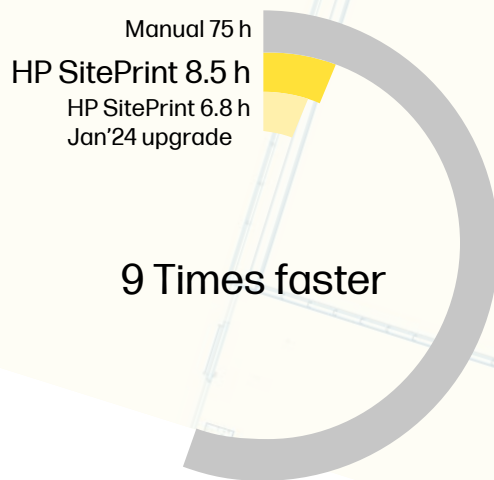 Manual 75 h
HP SitePrint 8.5 h
HP SitePrint 6.8 h
Jan’24 upgrade
9 Times faster